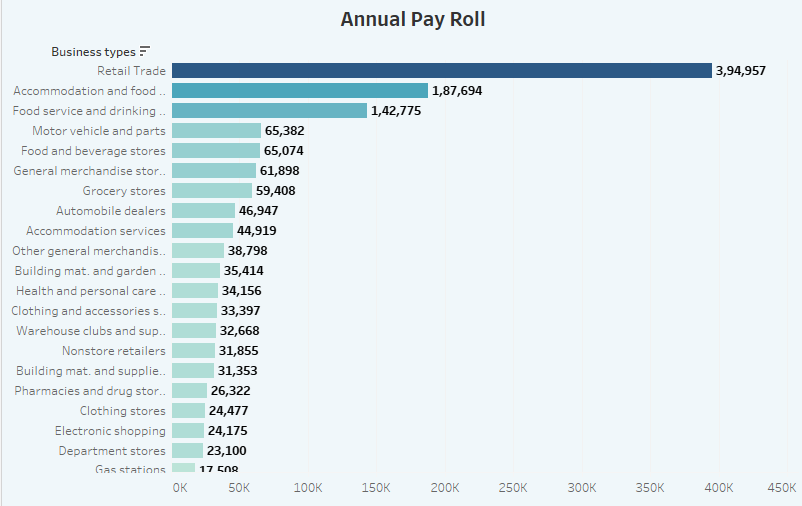 Annual Pay Roll
Business types
Retail Trade 3,94,957
Accommodation and food .. 1,87,694
Food service and drinking .. 1,42,775
Motor vehicle and parts 65,382
Food and beverage stores 65,074
General merchandise stor.. 61,898
Grocery stores 59,408
Automobile dealers 46,947
Accommodation services 44,919
Other general merchandis.. 38,798
Building mat. and garden .. 35,414
Health and personal care .. 34,156
Clothing and accessories s.. 33,397
Warehouse clubs and sup.. 32,668
Nonstore retailers 31,855
Building mat. and supplie.. 31,353
Pharmacies and drug stor.. 26,322
Clothing stores 24,477
Electronic shopping 24,175
Department stores 23,100
Gas stations 17,508
0K 50K 100K 150K 200K 250K 300K 350K 400K 450K